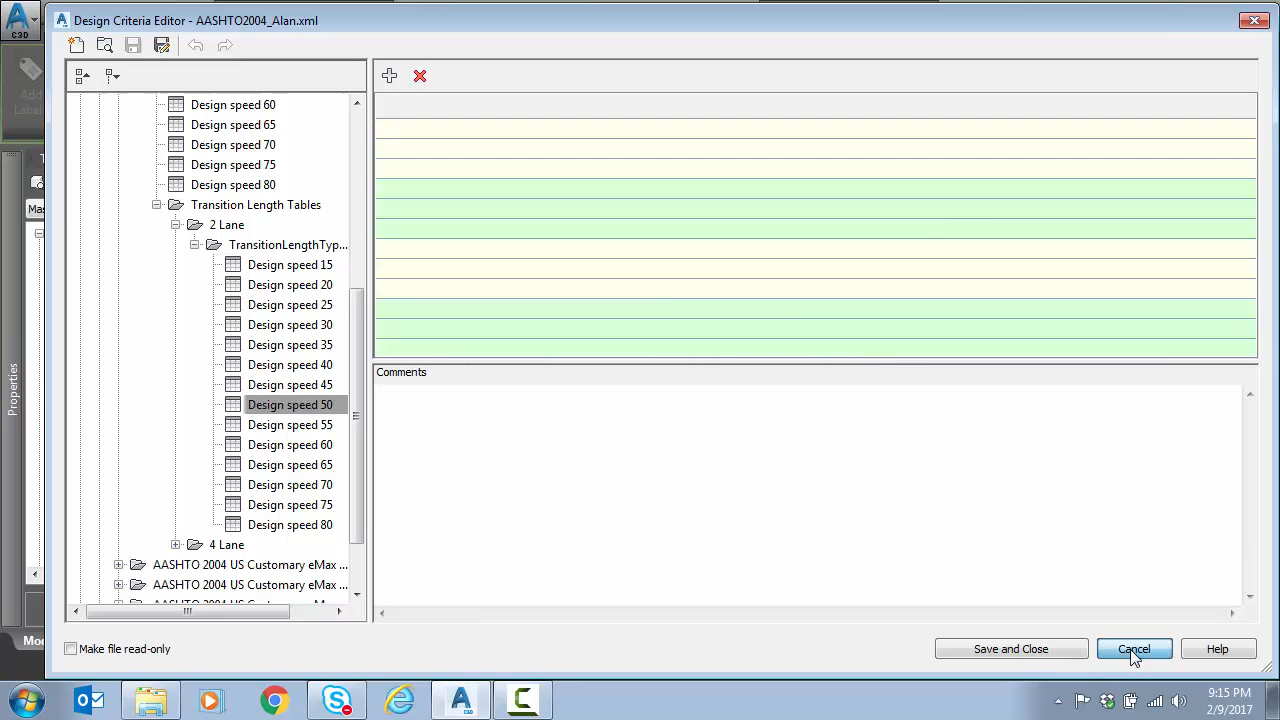 Design Criteria Editor - AASHTO2004_Alan.xml
C3D
Add
Label
Mas
Properties
Design speed 60
Design speed 65
Design speed 70
Design speed 75
Design speed 80
Transition Length Tables
2 Lane
TransitionLengthTyp...
Design speed 15
Design speed 20
Design speed 25
Design speed 30
Design speed 35
Design speed 40
Design speed 45
Design speed 50
Design speed 55
Design speed 60
Design speed 65
Design speed 70
Design speed 75
Design speed 80
4 Lane
AASHTO 2004 US Customary eMax ...
AASHTO 2004 US Customary eMax ...
Comments
Make file read-only
Save and Close
Cancel
Help
9:15 PM
2/9/2017